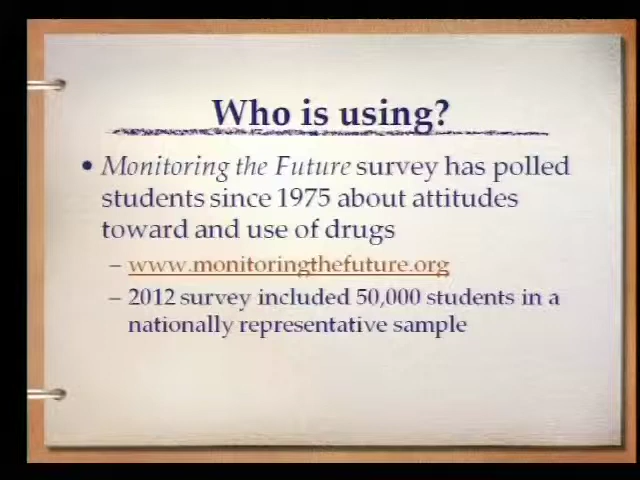 Who is using?
• Monitoring the Future survey has polled
students since 1975 about attitudes
toward and use of drugs
– www.monitoringthefuture.org
– 2012 survey included 50,000 students in a
nationally representative sample